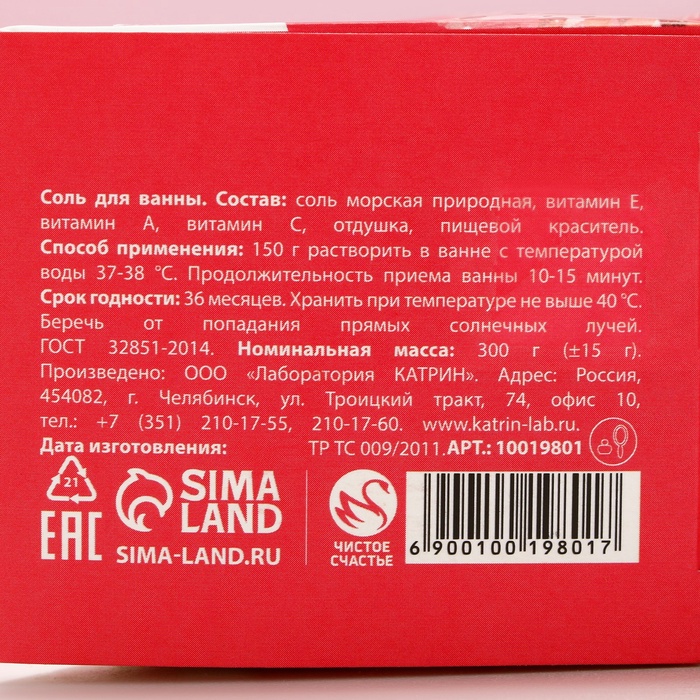 Соль для ванны. Состав: соль морская природная, витамин Е,
витамин А, витамин С, отдушка, пищевой краситель.
Способ применения: 150 г растворить в ванне с температурой
воды 37-38 °С. Продолжительность приема ванны 10-15 минут.
Срок годности: 36 месяцев. Хранить при температуре не выше 40 °С.
Беречь от попадания прямых солнечных лучей.
ГОСТ 32851-2014. Номинальная масса: 300 г (±15 г).
Произведено: ООО «Лаборатория КАТРИН». Адрес: Россия,
454082, г. Челябинск, ул. Троицкий тракт, 74, офис 10,
тел.: +7 (351) 210-17-55, 210-17-60. www.katrin-lab.ru
Дата изготовления: ТР ТС 009/2011. АРТ.: 10019801
21
EAC
SIMA
LAND
SIMA-LAND.RU
ЧИСТОЕ
СЧАСТЬЕ
6 900100 198017